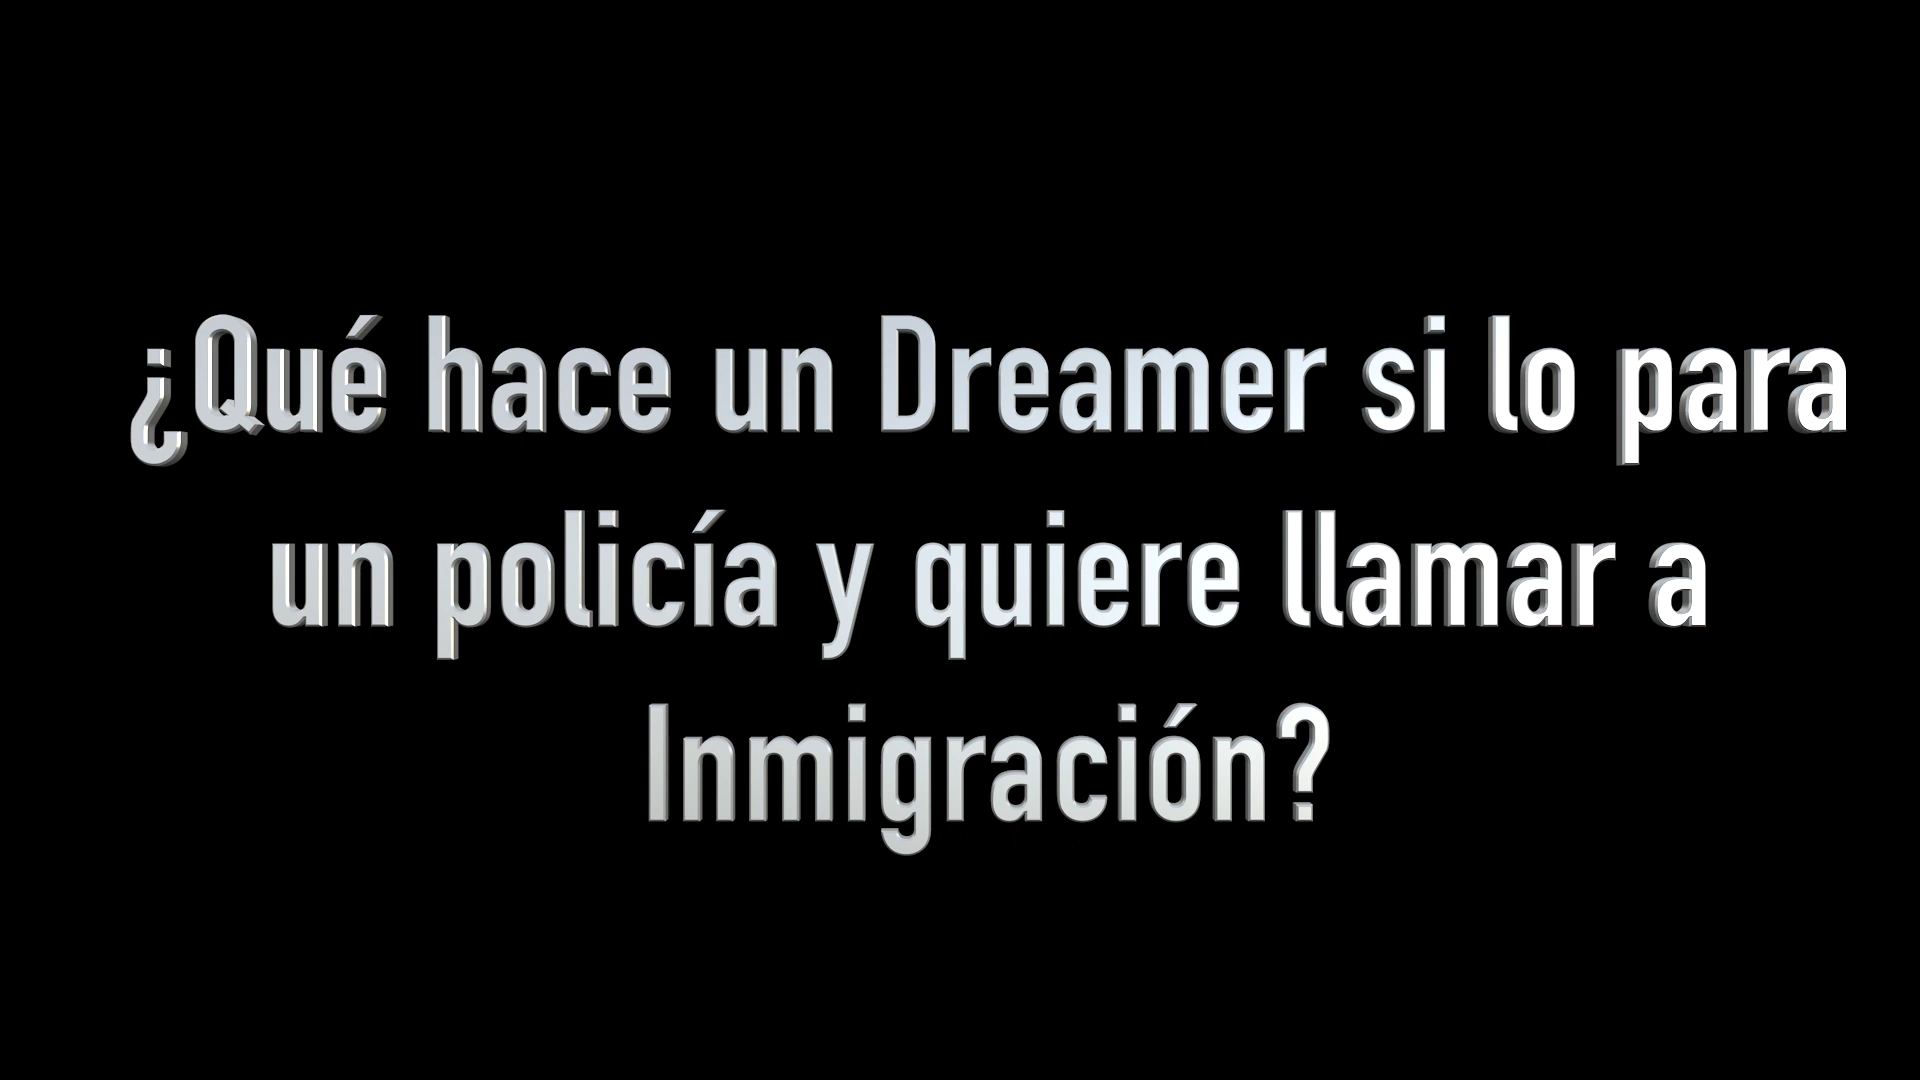 ¿Qué hace un Dreamer si lo para
un policía y quiere llamar a
Inmigración?